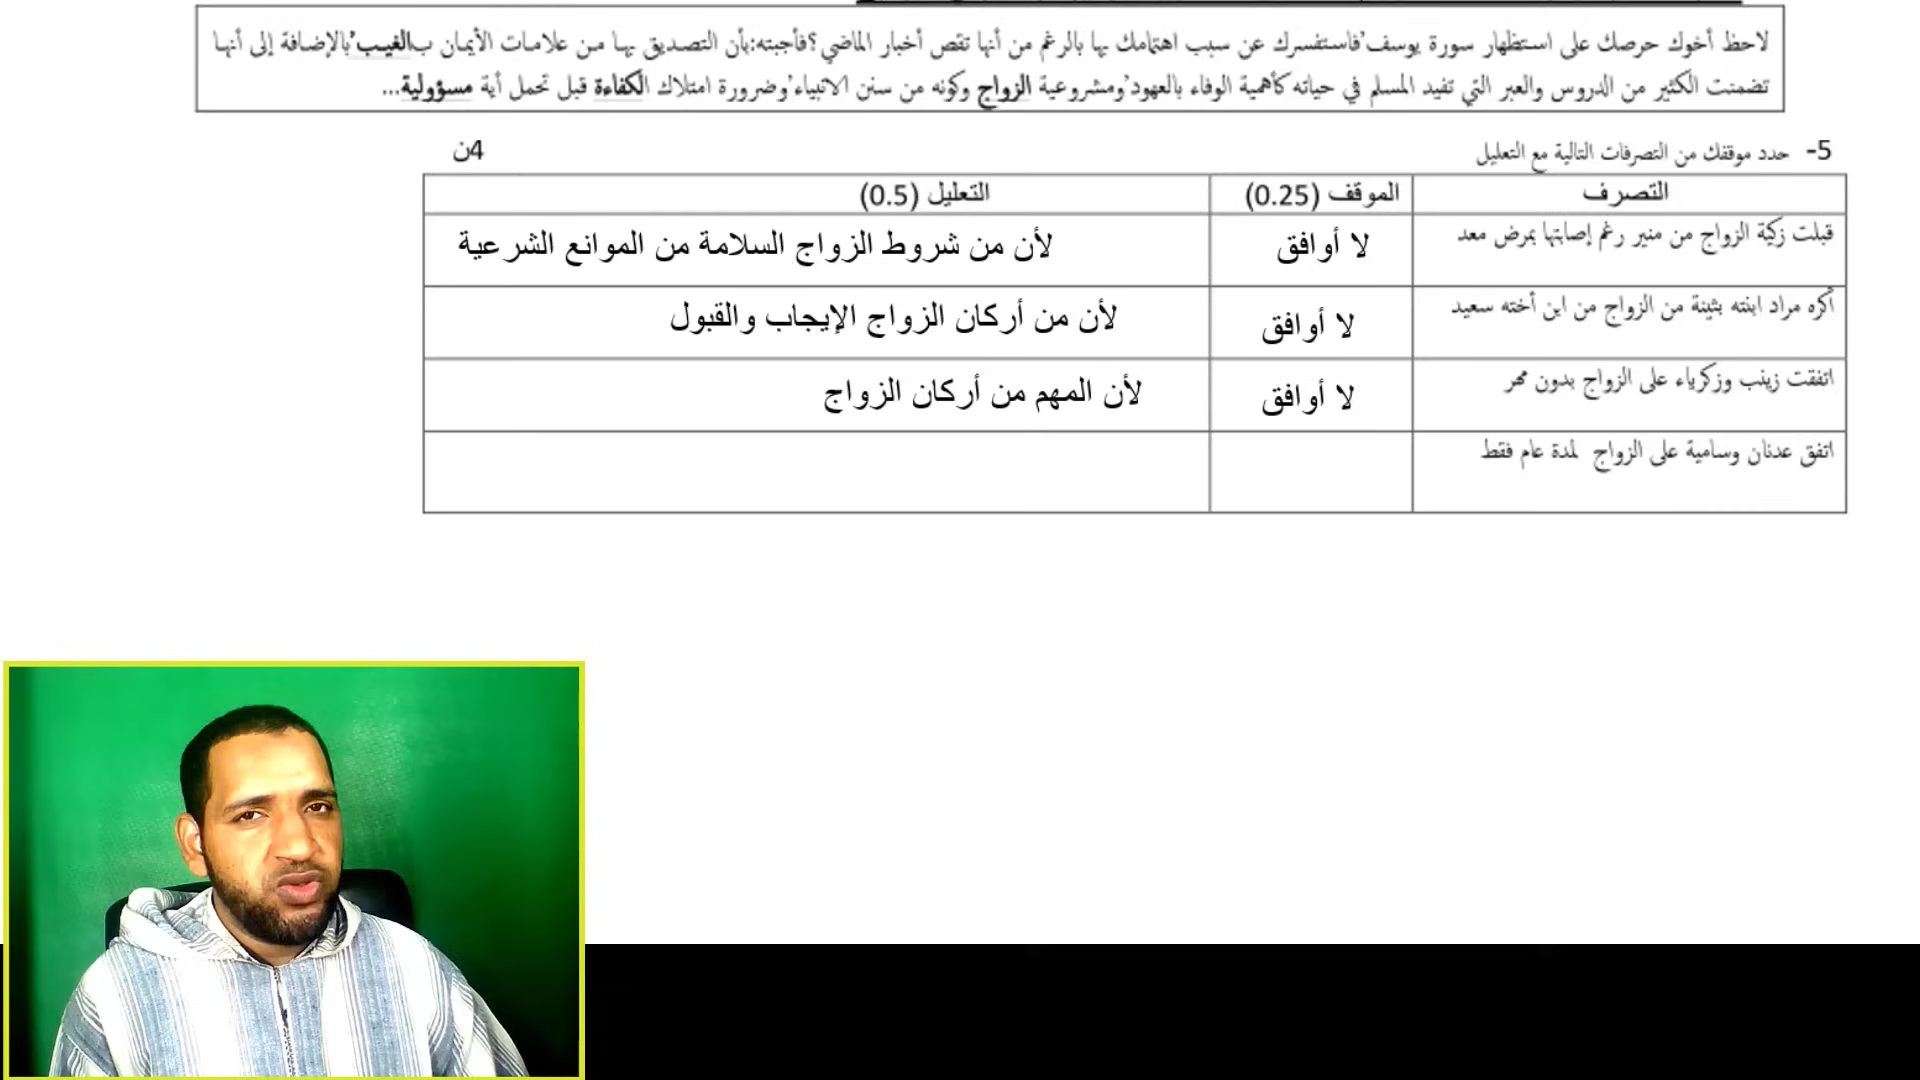 لاحظ أخوك حرصك على استظهار سورة يوسف'فاستفسرك عن سبب اهتمامك بها بالرغم من أنها تقص أخبار الماضي؟فأجبته:بأن التصديق بها من علامات الأيمان بالغيب'بالإضافة إلى أنها
تضمنت الكثير من الدروس والعبر التي تفيد المسلم في حياته كأهمية الوفاء بالعهود'ومشروعية الزواج وكونه من سنن الانبياء'وضرورة امتلاك الكفاءة قبل تحمل أية مسؤولية...
5- حدد موقفك من التصرفات التالية مع التعليل 4ن
التصرف الموقف (0.25) التعليل (0.5)
قبلت زكية الزواج من منير رغم إصابتها بمرض معد لا أوافق لأن من شروط الزواج السلامة من الموانع الشرعية
أكره مراد ابنته بثينة من الزواج من ابن أخته سعيد لا أوافق لأن من أركان الزواج الإيجاب والقبول
اتفقت زينب وزكرياء على الزواج بدون مهر لا أوافق لأن المهم من أركان الزواج
اتفق عدنان وسامية على الزواج لمدة عام فقط